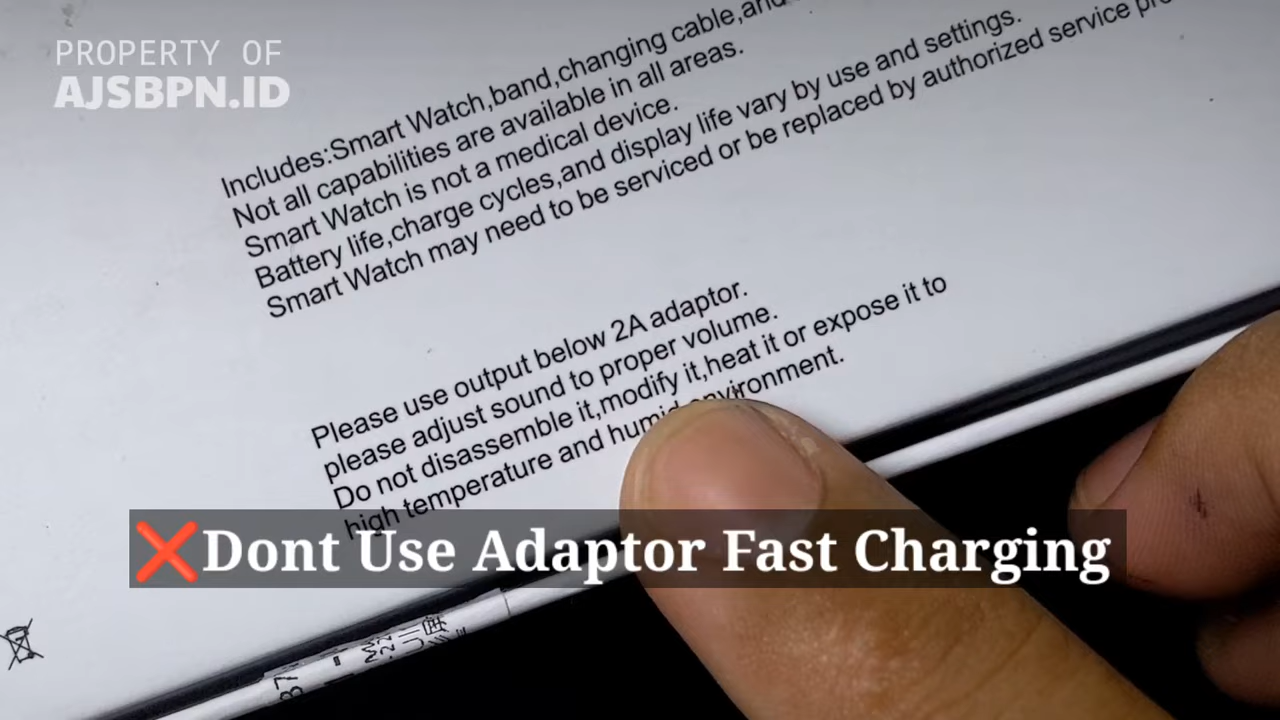 PROPERTY OF
AJSBPN.ID
Includes:Smart Watch,band,changing cable,and
Not all capabilities are available in all areas.
Smart Watch is not a medical device.
Battery life,charge cycles,and display life vary by use and settings.
Smart Watch may need to be serviced or be replaced by authorized service
Please use output below 2A adaptor.
please adjust sound to proper volume.
Do not disassemble it,modify it,heat it or expose it to
high temperature and humid environment.
❌Dont Use Adaptor Fast Charging